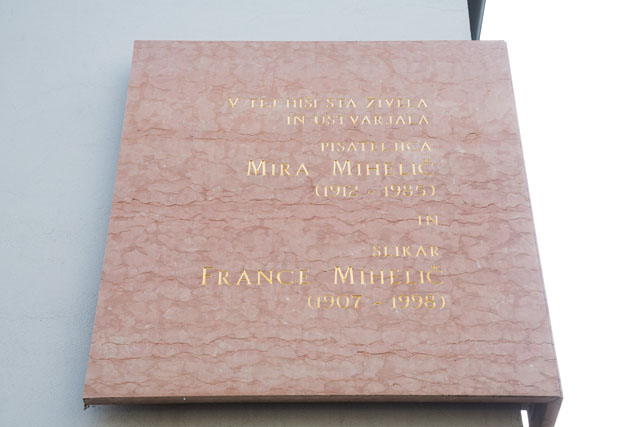 V TEJ HIŠI STA ŽIVELA
IN USTVARJALA
PISATELJICA
MIRA MIHELIČ
(1912 - 1985)
IN
SLIKAR
FRANCE MIHELIČ
(1907 - 1998)